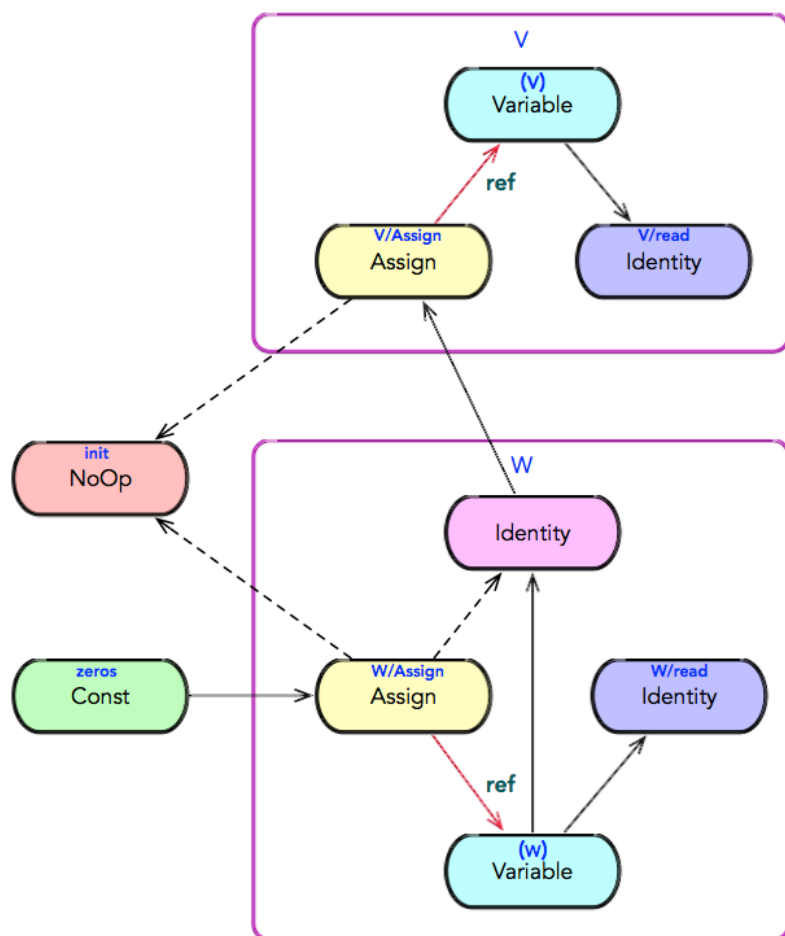 V
(V)
Variable
ref
V/Assign
Assign
V/read
Identity
init
NoOp
W
Identity
zeros
Const
W/Assign
Assign
W/read
Identity
ref
(w)
Variable